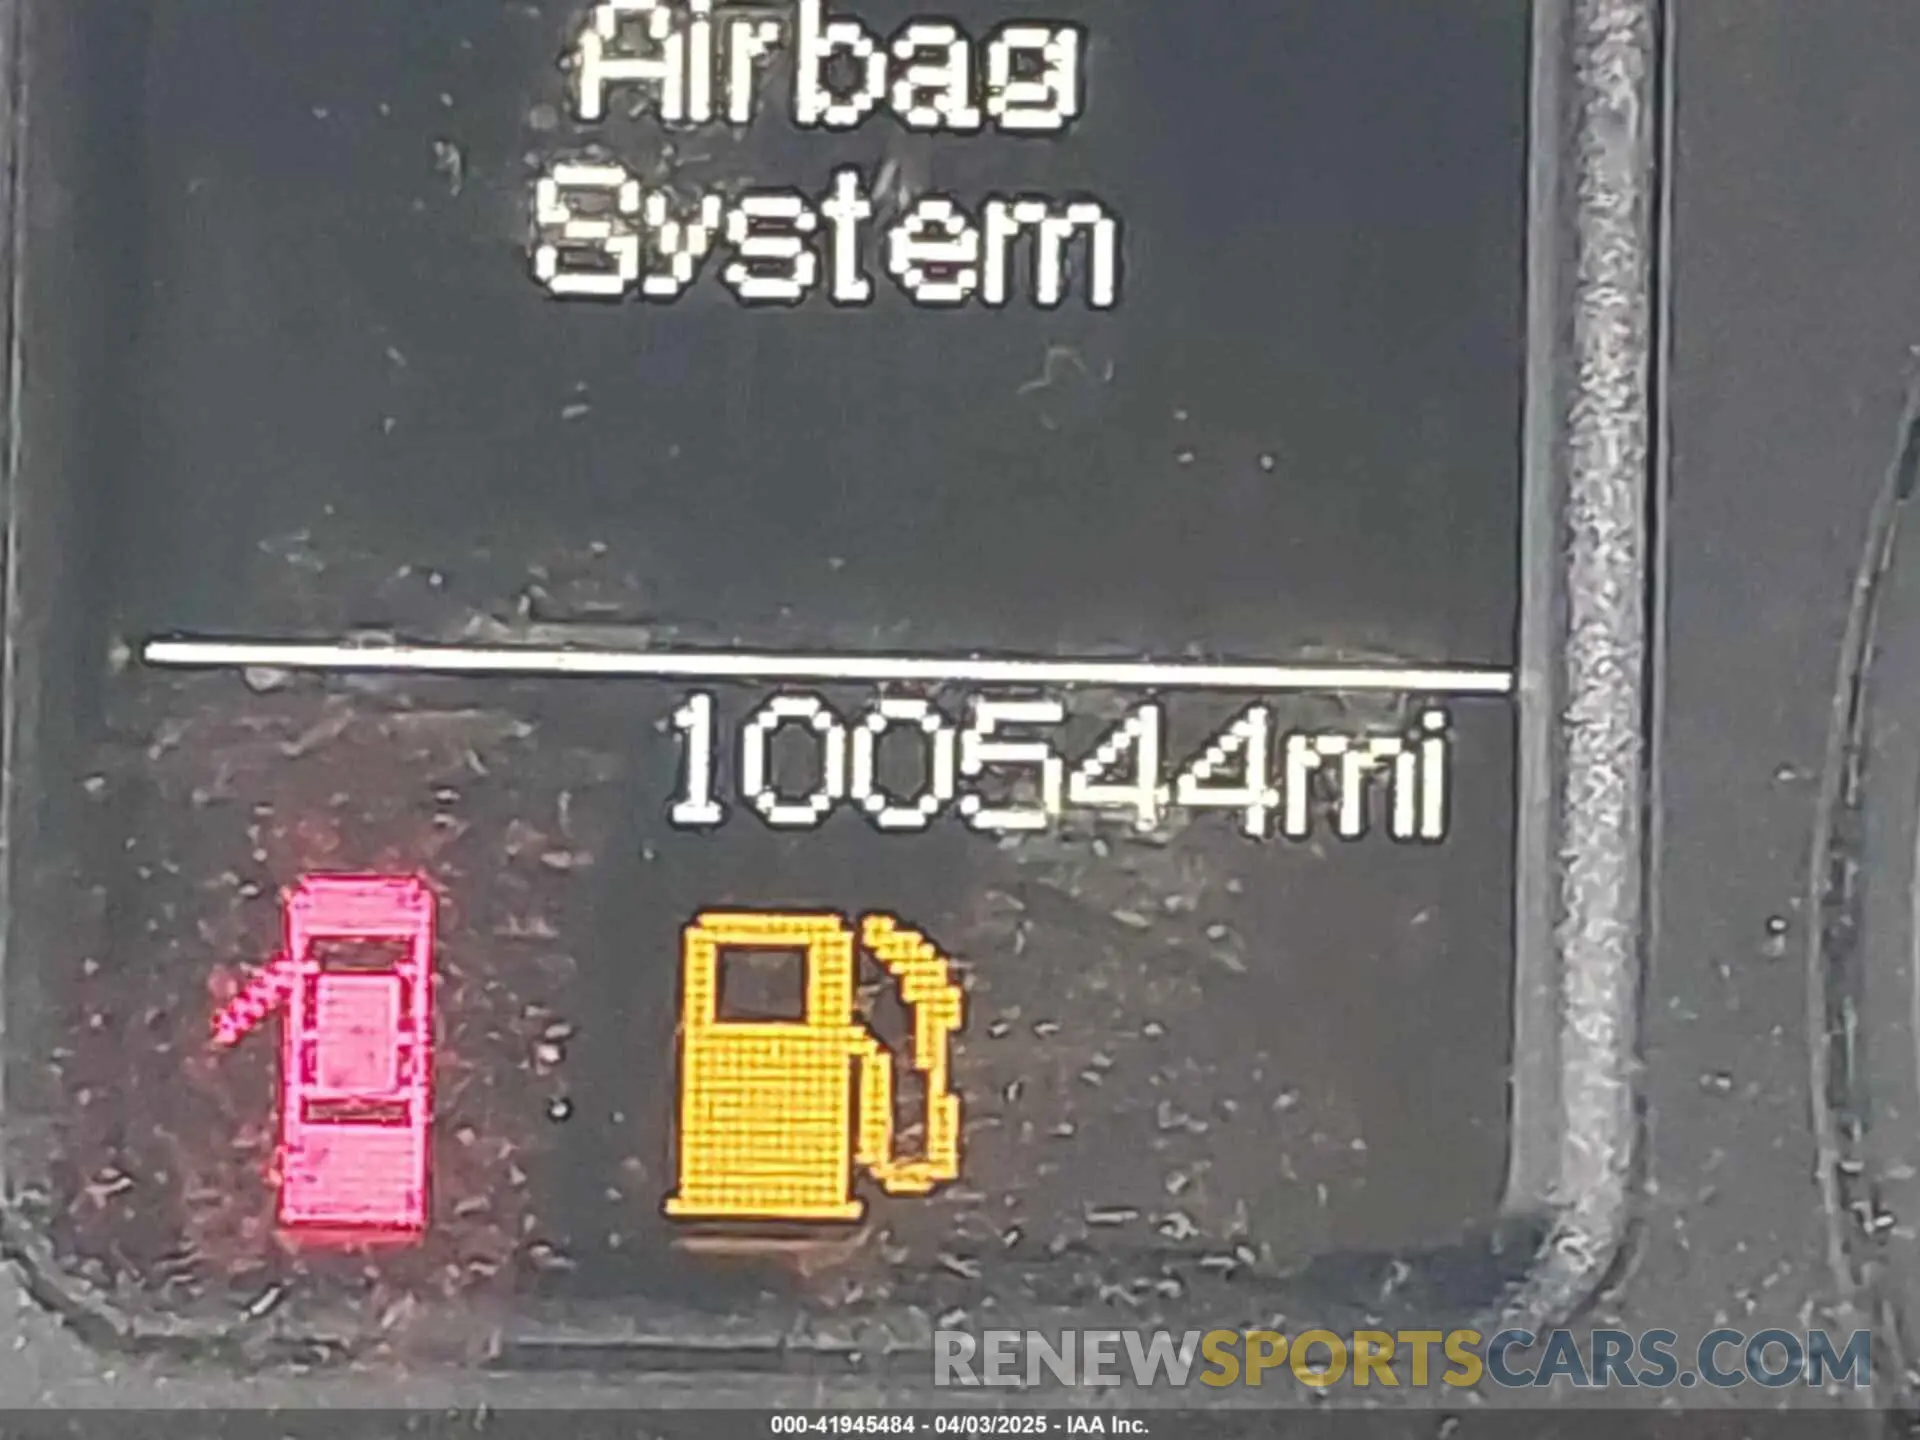 Airbag
System
100544mi
RENEWSPORTSCARS.COM
000-41945484 - 04/03/2025 - IAA Inc.